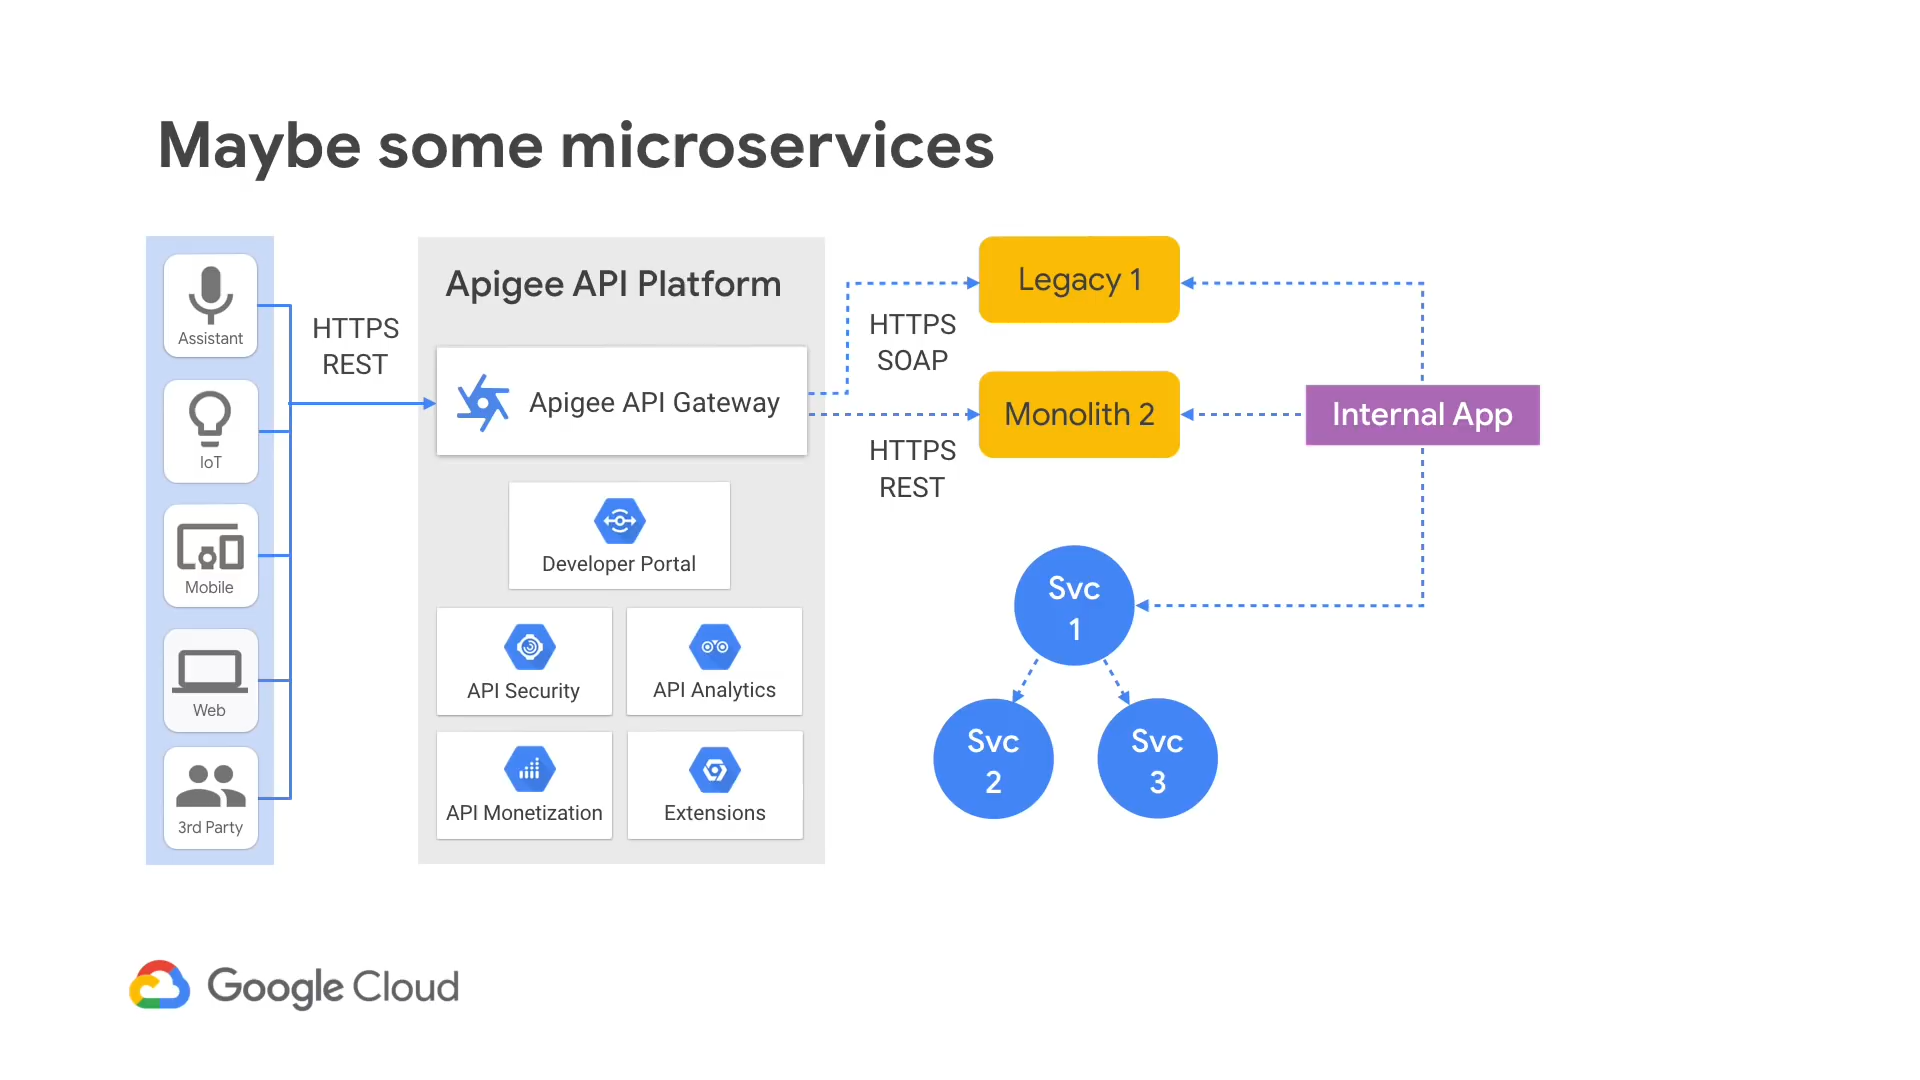 Maybe some microservices
Assistant
IoT
Mobile
Web
3rd Party
HTTPS
REST
Apigee API Platform
Apigee API Gateway
Developer Portal
API Security
API Analytics
API Monetization
Extensions
HTTPS
SOAP
HTTPS
REST
Legacy 1
Monolith 2
Internal App
Svc
1
Svc
2
Svc
3
Google Cloud